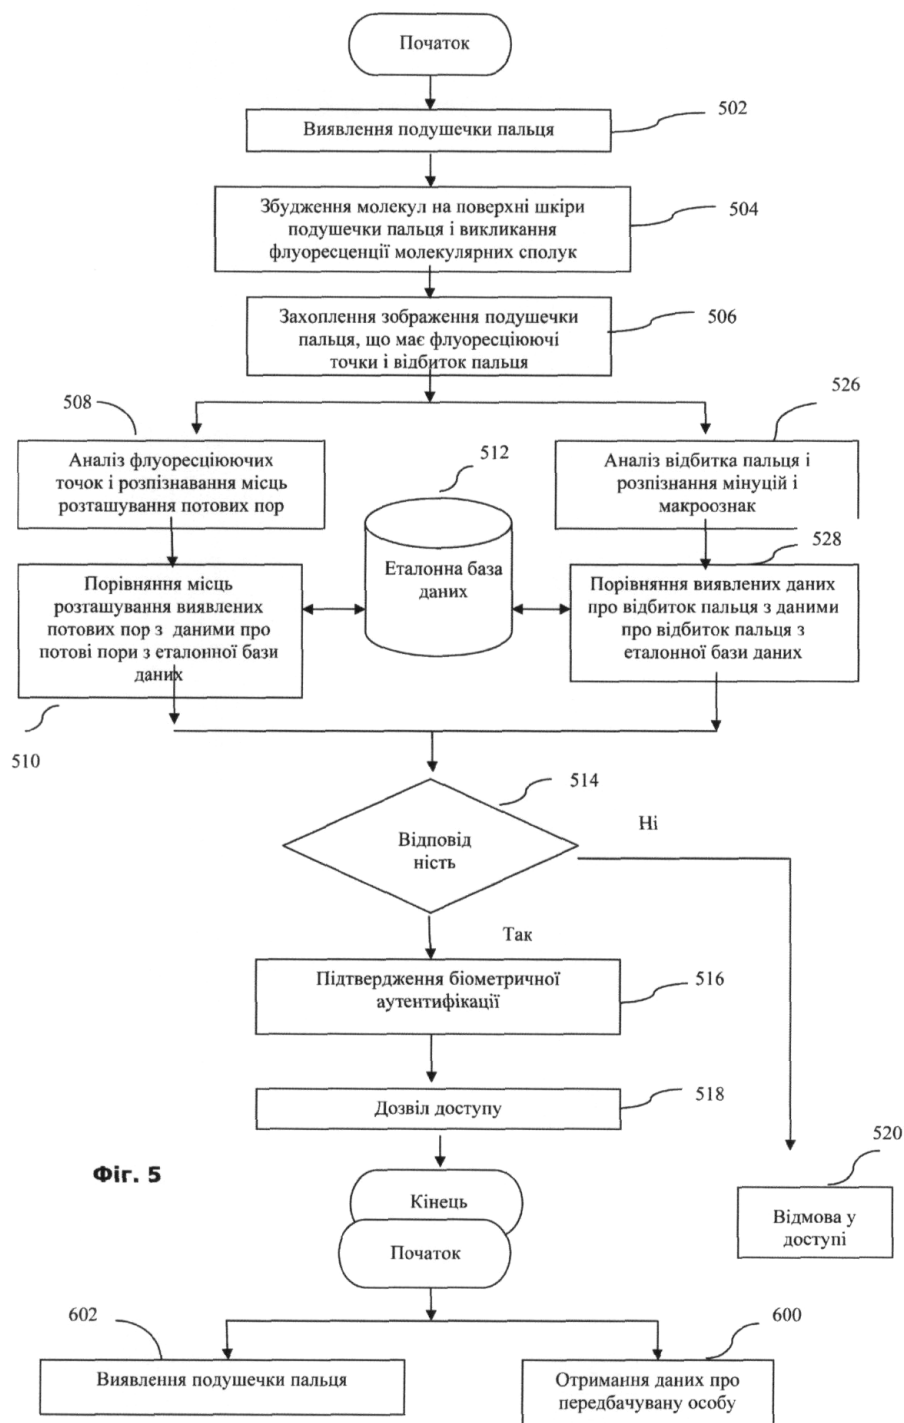 Початок
502
Виявлення подушечки пальця
Збудження молекул на поверхні шкіри
подушечки пальця і викликання
флуоресценції молекулярних сполук
504
Захоплення зображення подушечки
пальця, що має флуоресціюючі
точки і відбиток пальця
506
508
526
Аналіз флуоресціюючих
точок і розпізнавання місць
розташування потових пор
512
Аналіз відбитка пальця і
розпізнання мінуцій і
макроознак
528
Еталонна база
даних
Порівняння місць
розташування виявлених
потових пор з даними про
потові пори з еталонної бази
даних
Порівняння виявлених даних
про відбиток пальця з даними
про відбиток пальця з
еталонної бази даних
510
514
Відповід
ність
Ні
Так
Підтвердження біометричної
аутентифікації
516
Дозвіл доступу
518
520
Фіг. 5
Кінець
Відмова у
доступі
Початок
602
600
Виявлення подушечки пальця
Отримання даних про
передбачувану особу